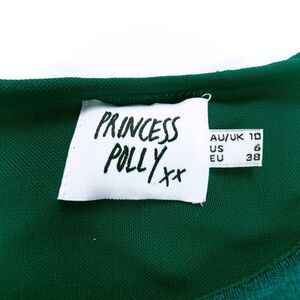 PRINCESS
POLLY xx
AU/UK 10
US 6
EU 38